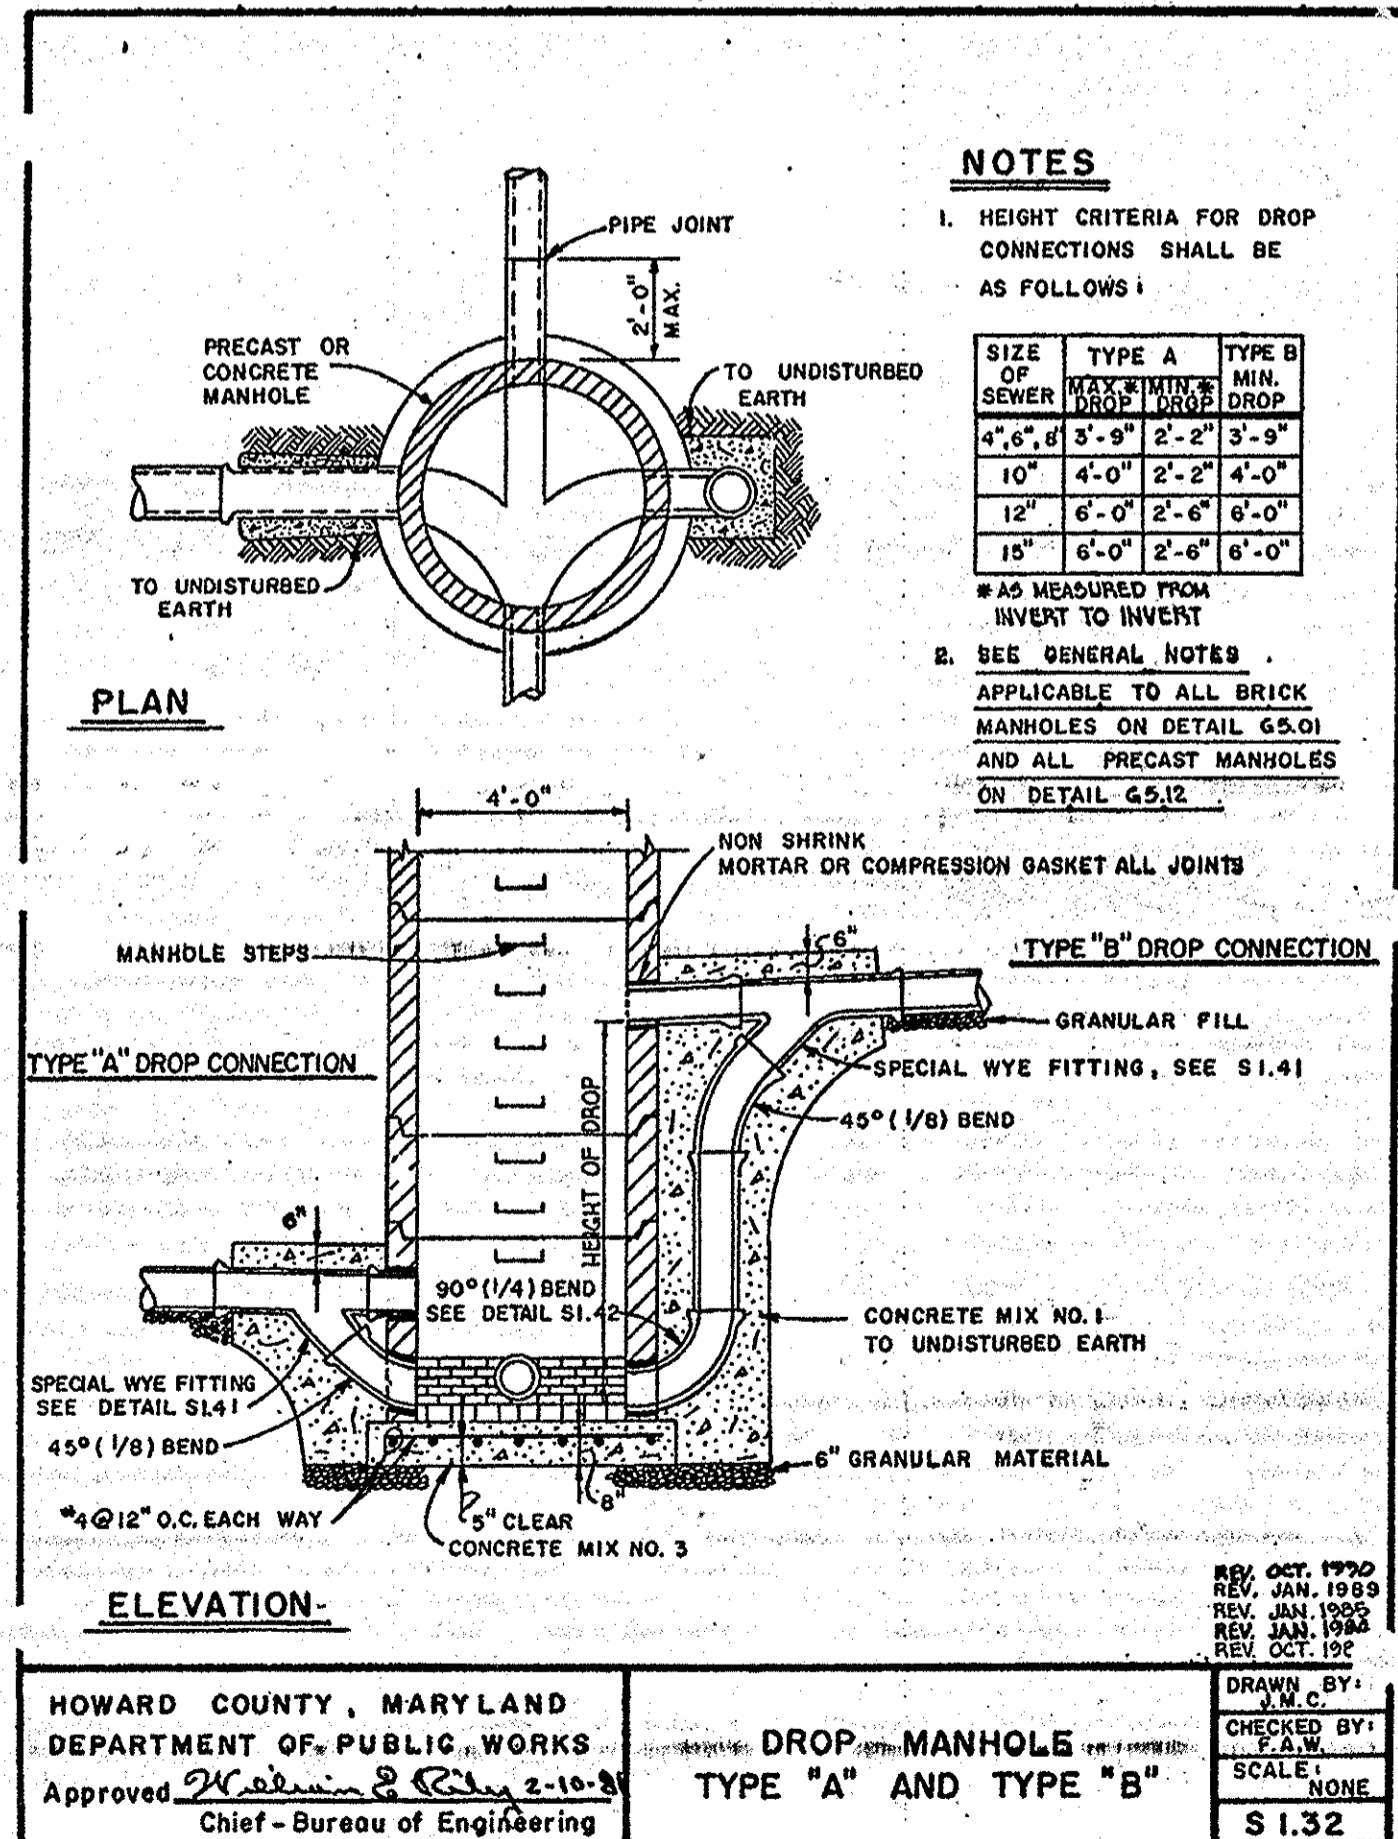 PIPE JOINT
2'-0"
MAX.
PRECAST OR
CONCRETE
MANHOLE
TO UNDISTURBED
EARTH
TO UNDISTURBED
EARTH
PLAN
NOTES
1. HEIGHT CRITERIA FOR DROP
CONNECTIONS SHALL BE
AS FOLLOWS:
SIZE OF SEWER TYPE A TYPE B MIN. DROP
MAX.* DROP MIN.* DROP
4",6",8" 3'-9" 2'-2" 3'-9"
10" 4'-0" 2'-2" 4'-0"
12" 6'-0" 2'-6" 6'-0"
15" 6'-0" 2'-6" 6'-0"
* AS MEASURED FROM
INVERT TO INVERT
2. SEE GENERAL NOTES
APPLICABLE TO ALL BRICK
MANHOLES ON DETAIL G5.01
AND ALL PRECAST MANHOLES
ON DETAIL G5.12
4'-0"
NON SHRINK
MORTAR OR COMPRESSION GASKET ALL JOINTS
MANHOLE STEPS
6"
TYPE "B" DROP CONNECTION
GRANULAR FILL
TYPE "A" DROP CONNECTION
SPECIAL WYE FITTING, SEE S1.41
45° (1/8) BEND
HEIGHT OF DROP
6"
90° (1/4) BEND
SEE DETAIL S1.42
CONCRETE MIX NO. 1
TO UNDISTURBED EARTH
SPECIAL WYE FITTING
SEE DETAIL S1.41
45° (1/8) BEND
6" GRANULAR MATERIAL
#4@12" O.C. EACH WAY
5" CLEAR
8"
CONCRETE MIX NO. 3
ELEVATION
REV. OCT. 1990
REV. JAN. 1989
REV. JAN. 1985
REV. JAN. 1984
REV. OCT.
HOWARD COUNTY, MARYLAND
DEPARTMENT OF PUBLIC WORKS
Approved 2-10-
Chief-Bureau of Engineering
DROP MANHOLE
TYPE "A" AND TYPE "B"
DRAWN BY:
J.M.C.
CHECKED BY:
F.A.W.
SCALE:
NONE
S 1.32